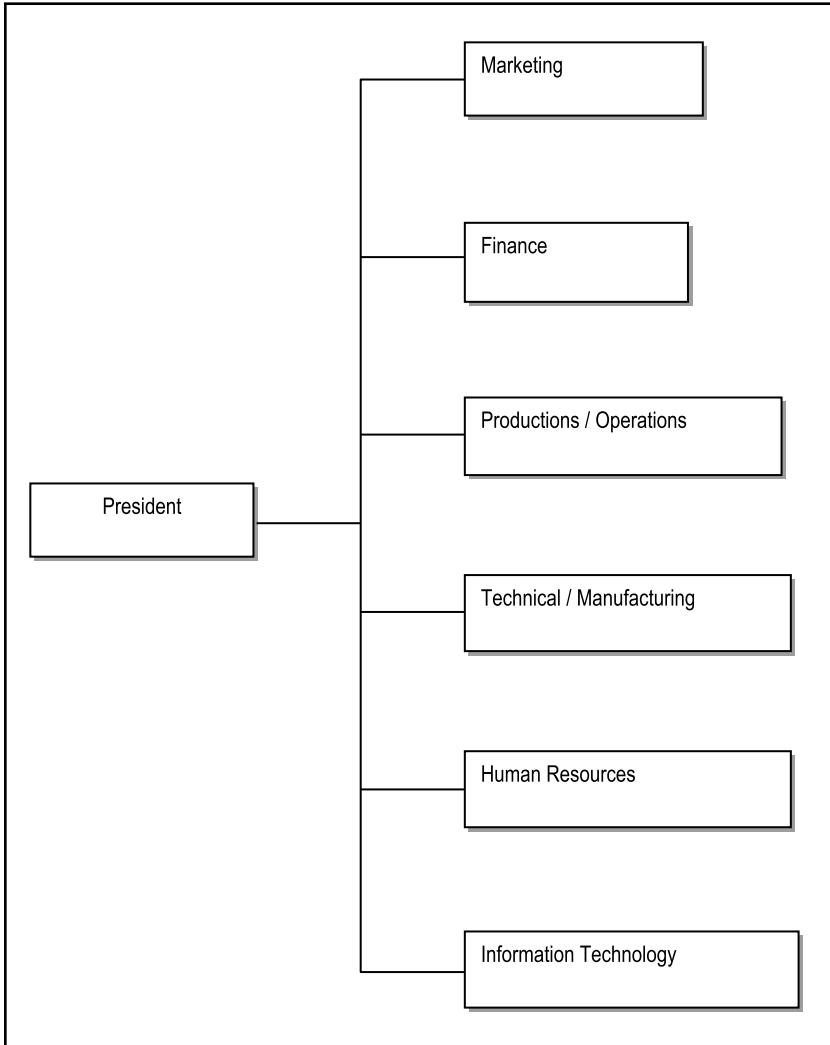 Marketing
Finance
Productions / Operations
President
Technical / Manufacturing
Human Resources
Information Technology